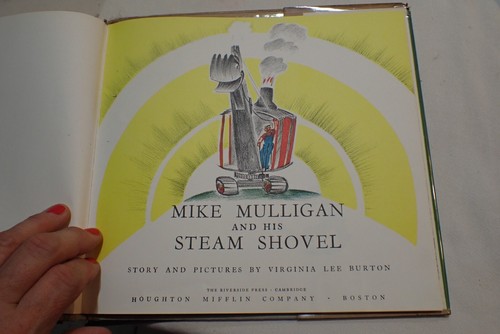 MIKE MULLIGAN
AND HIS
STEAM SHOVEL
STORY AND PICTURES BY VIRGINIA LEE BURTON
THE RIVERSIDE PRESS · CAMBRIDGE
HOUGHTON MIFFLIN COMPANY · BOSTON